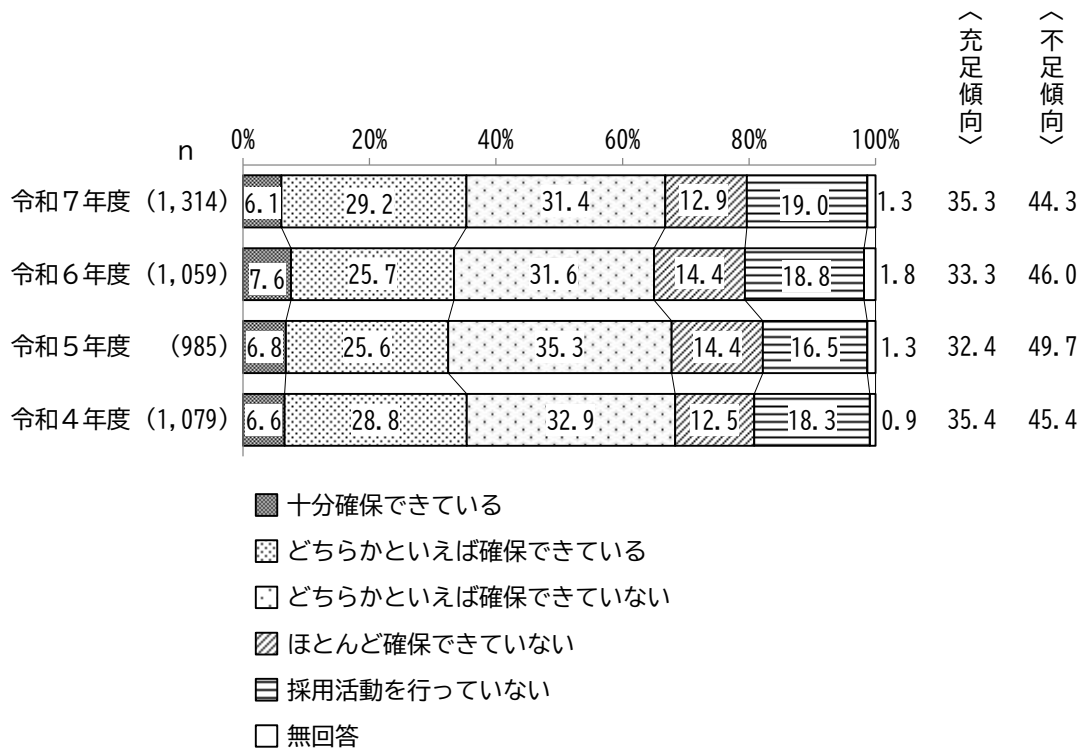 〈充足傾向〉 〈不足傾向〉
n 0% 20% 40% 60% 80% 100%
令和７年度 (1,314) 6.1 29.2 31.4 12.9 19.0 1.3 35.3 44.3
令和６年度 (1,059) 7.6 25.7 31.6 14.4 18.8 1.8 33.3 46.0
令和５年度 (985) 6.8 25.6 35.3 14.4 16.5 1.3 32.4 49.7
令和４年度 (1,079) 6.6 28.8 32.9 12.5 18.3 0.9 35.4 45.4
十分確保できている
どちらかといえば確保できている
どちらかといえば確保できていない
ほとんど確保できていない
採用活動を行っていない
無回答